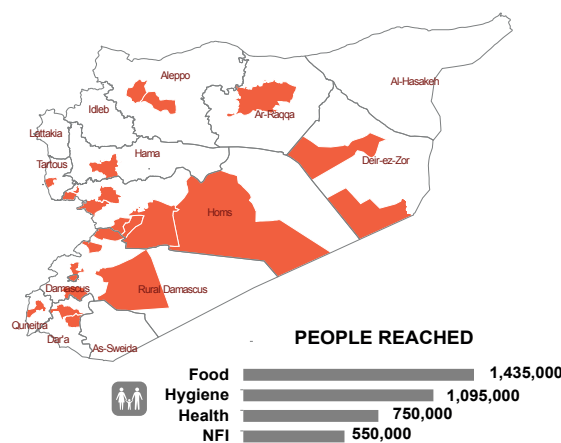 Aleppo
Al-Hasakeh
Idleb
Ar-Raqqa
Lattakia
Hama
Deir-ez-Zor
Tartous
Homs
Damascus
Rural Damascus
Quneitra
Dar'a
As-Sweida
PEOPLE REACHED
Food 1,435,000
Hygiene 1,095,000
Health 750,000
NFI 550,000